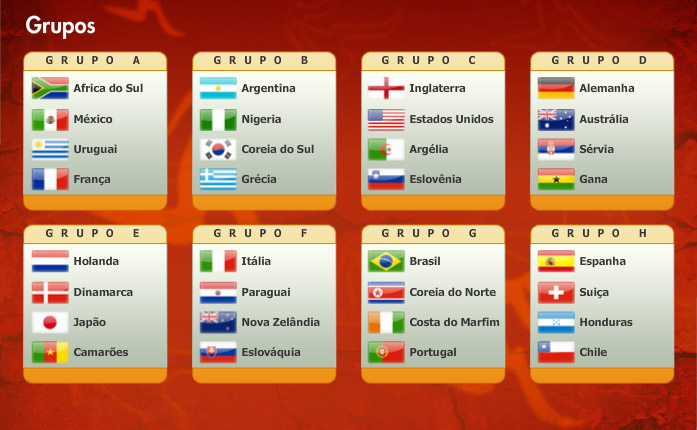 Grupos
GRUPO A
Africa do Sul
México
Uruguai
França
GRUPO B
Argentina
Nigeria
Coreia do Sul
Grécia
GRUPO C
Inglaterra
Estados Unidos
Argélia
Eslovênia
GRUPO D
Alemanha
Austrália
Sérvia
Gana
GRUPO E
Holanda
Dinamarca
Japão
Camarões
GRUPO F
Itália
Paraguai
Nova Zelândia
Eslováquia
GRUPO G
Brasil
Coreia do Norte
Costa do Marfim
Portugal
GRUPO H
Espanha
Suiça
Honduras
Chile